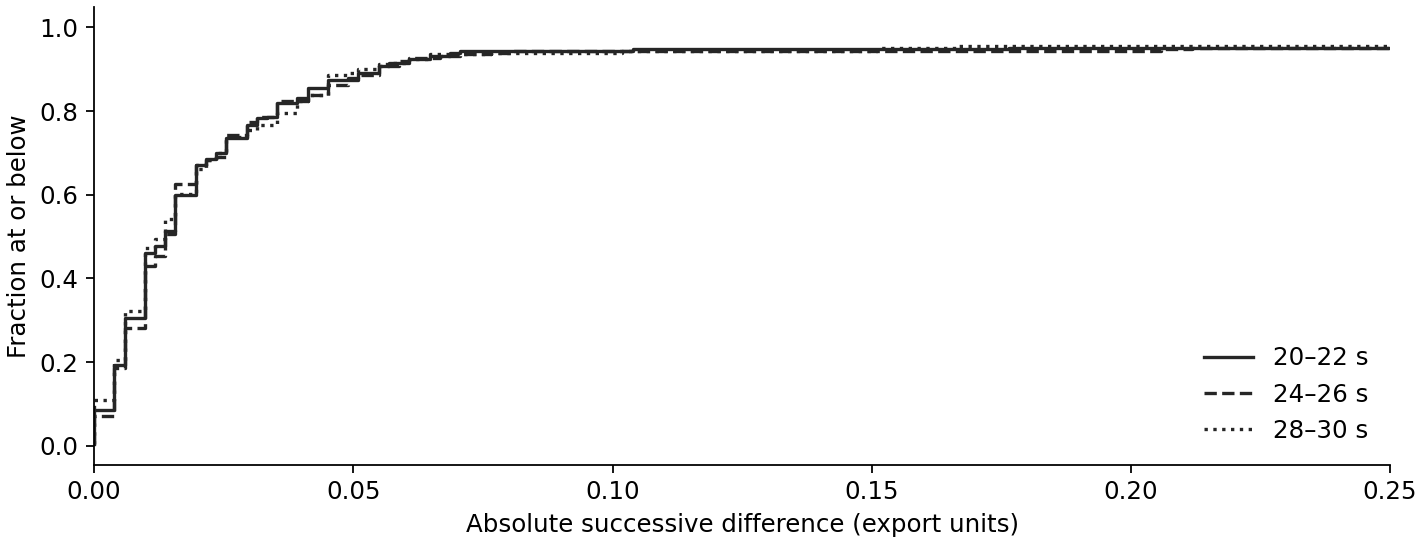 Fraction at or below
1.0
0.8
0.6
0.4
0.2
0.0
20–22 s
24–26 s
28–30 s
0.00 0.05 0.10 0.15 0.20 0.25
Absolute successive difference (export units)